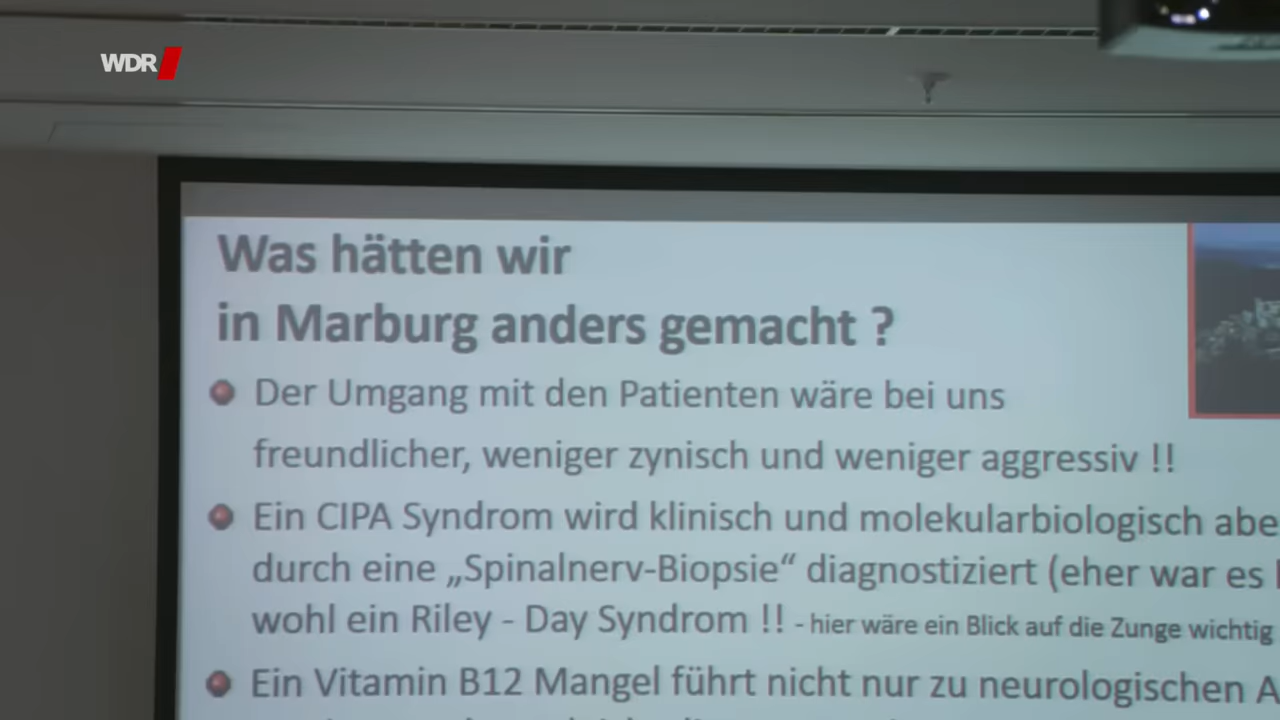 WDR
Was hätten wir
in Marburg anders gemacht ?
Der Umgang mit den Patienten wäre bei uns
freundlicher, weniger zynisch und weniger aggressiv !!
Ein CIPA Syndrom wird klinisch und molekularbiologisch abe
durch eine „Spinalnerv-Biopsie“ diagnostiziert (eher war es
wohl ein Riley - Day Syndrom !! - hier wäre ein Blick auf die Zunge wichtig
Ein Vitamin B12 Mangel führt nicht nur zu neurologischen A